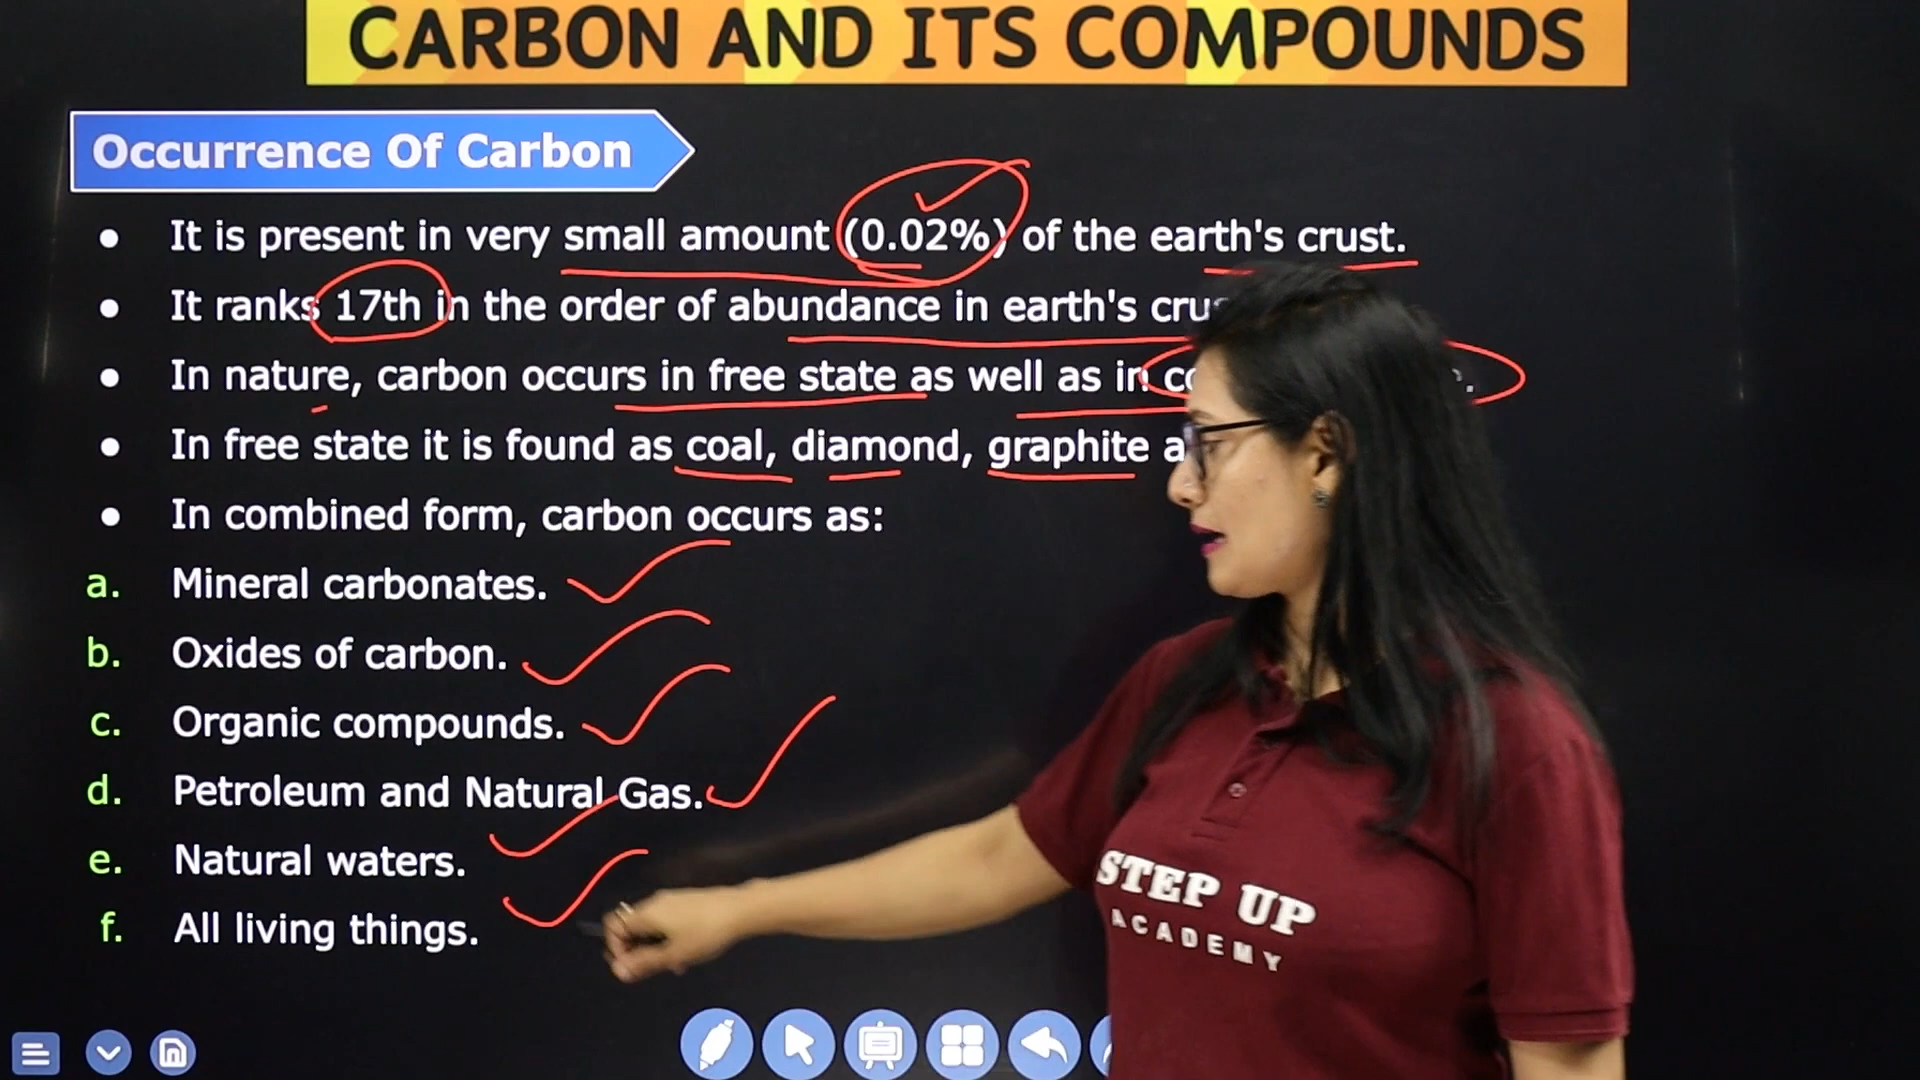 CARBON AND ITS COMPOUNDS
Occurrence Of Carbon
• It is present in very small amount (0.02%) of the earth's crust.
• It ranks 17th in the order of abundance in earth's
• In nature, carbon occurs in free state as well as in
• In free state it is found as coal, diamond, graphite
• In combined form, carbon occurs as:
a. Mineral carbonates.
b. Oxides of carbon.
c. Organic compounds.
d. Petroleum and Natural Gas.
e. Natural waters.
f. All living things.
STEP UP
ACADEMY